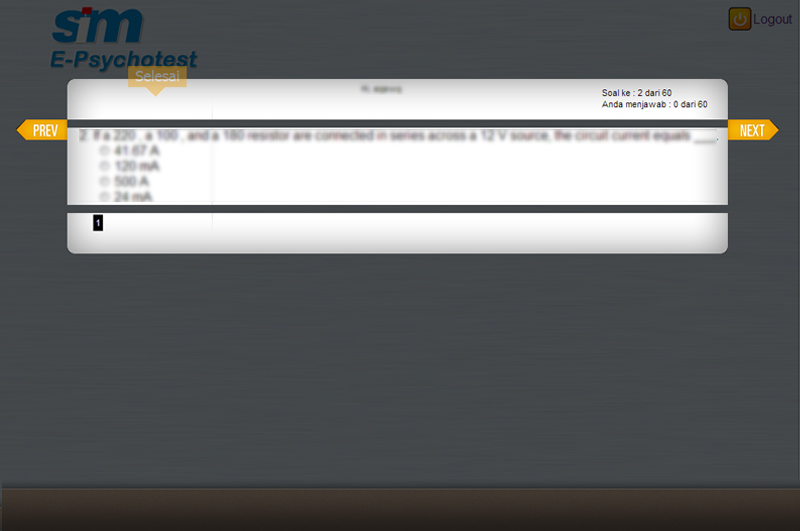 sim
E-Psychotest
Logout
Selesai
Soal ke : 2 dari 60
Anda menjawab : 0 dari 60
PREV
NEXT
2. If a 220 , a 100 , and a 180 resistor are connected in series across a 12 V source, the circuit current equals ____.
41.67 A
120 mA
500 A
24 mA
1